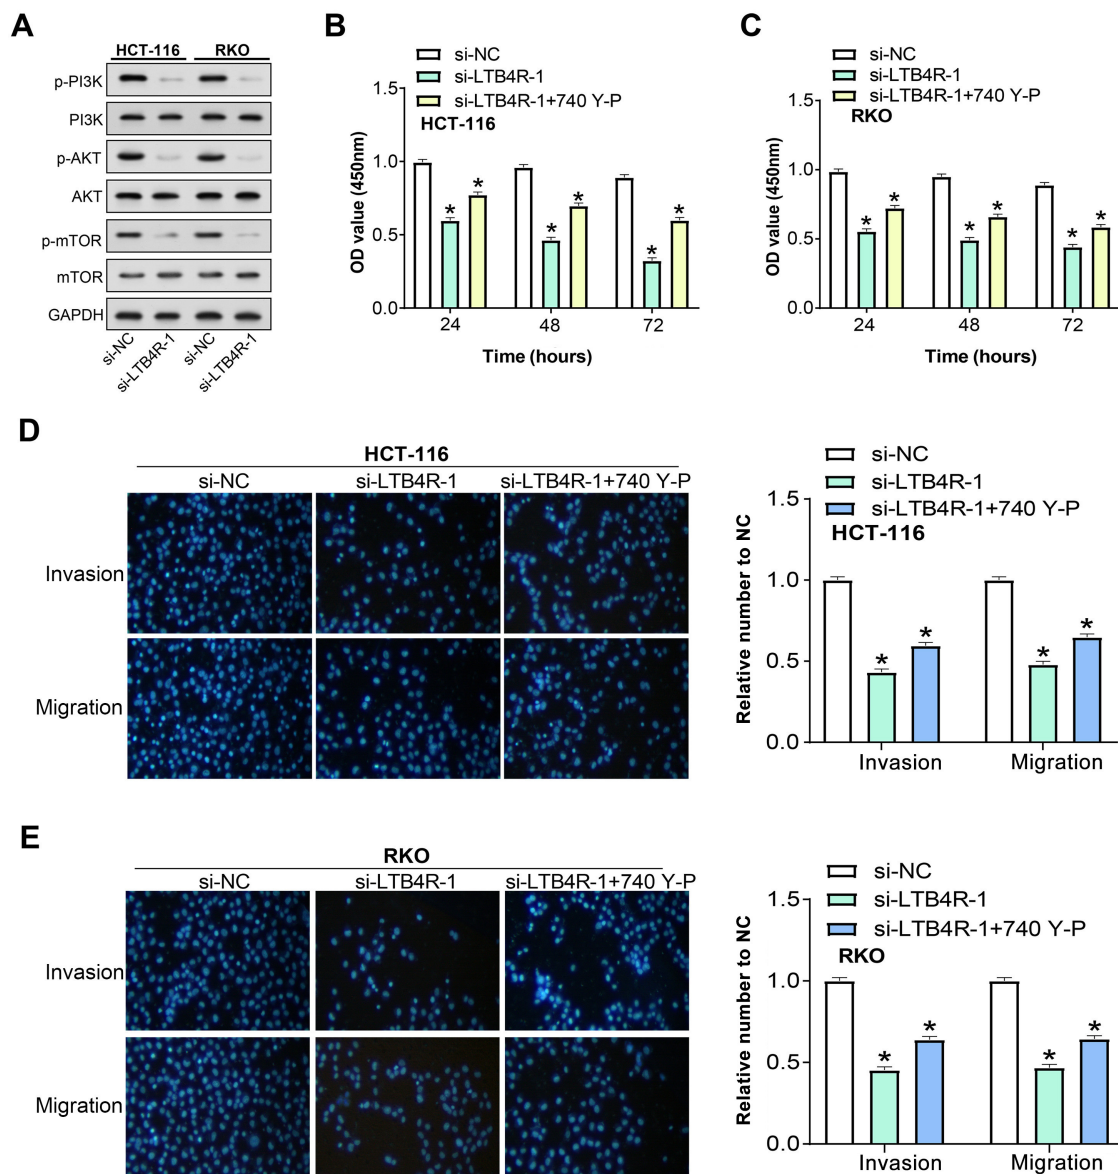 A
HCT-116 RKO
p-PI3K
PI3K
p-AKT
AKT
p-mTOR
mTOR
GAPDH
si-NC
si-LTB4R-1
si-NC
si-LTB4R-1
B
si-NC
si-LTB4R-1
si-LTB4R-1+740 Y-P
HCT-116
OD value (450nm)
1.5
1.0
0.5
0.0
* *
* *
* *
24 48 72
Time (hours)
C
si-NC
si-LTB4R-1
si-LTB4R-1+740 Y-P
RKO
OD value (450nm)
1.5
1.0
0.5
0.0
* *
* *
* *
24 48 72
Time (hours)
D
HCT-116
si-NC si-LTB4R-1 si-LTB4R-1+740 Y-P
Invasion
Migration
si-NC
si-LTB4R-1
si-LTB4R-1+740 Y-P
HCT-116
Relative number to NC
1.5
1.0
0.5
0.0
* *
* *
Invasion Migration
E
RKO
si-NC si-LTB4R-1 si-LTB4R-1+740 Y-P
Invasion
Migration
si-NC
si-LTB4R-1
si-LTB4R-1+740 Y-P
RKO
Relative number to NC
1.5
1.0
0.5
0.0
* *
* *
Invasion Migration